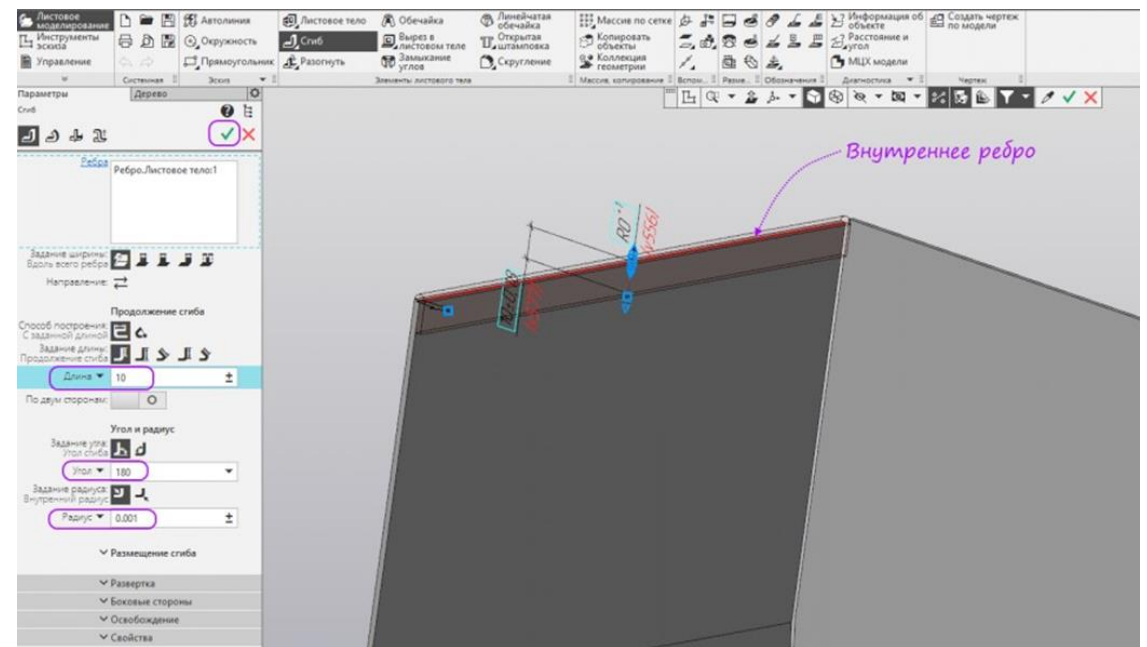 Листовое моделирование
Инструменты эскиза
Управление
Системная
Автолиния
Окружность
Прямоугольник
Эскиз
Листовое тело
Сгиб
Разогнуть
Обечайка
Вырез в листовом теле
Замыкание углов
Линейчатая обечайка
Открытая штамповка
Скругление
Элементы листового тела
Массив по сетке
Копировать объекты
Коллекция геометрии
Массив, копирование
Вспом...
Разме...
Обозначения
Информация об объекте
Расстояние и угол
МЦХ модели
Диагностика
Создать чертеж по модели
Чертеж
Параметры
Дерево
Сгиб
Ребра
Ребро.Листовое тело:1
Задание ширины:
Вдоль всего ребра
Направление:
Продолжение сгиба
Способ построения:
С заданной длиной
Задание длины:
Продолжение сгиба
Длина
10
По двум сторонам:
Угол и радиус
Задание угла:
Угол сгиба
Угол
180
Задание радиуса:
Внутренний радиус
Радиус
0.001
Размещение сгиба
Развертка
Боковые стороны
Освобождение
Свойства
Внутреннее ребро